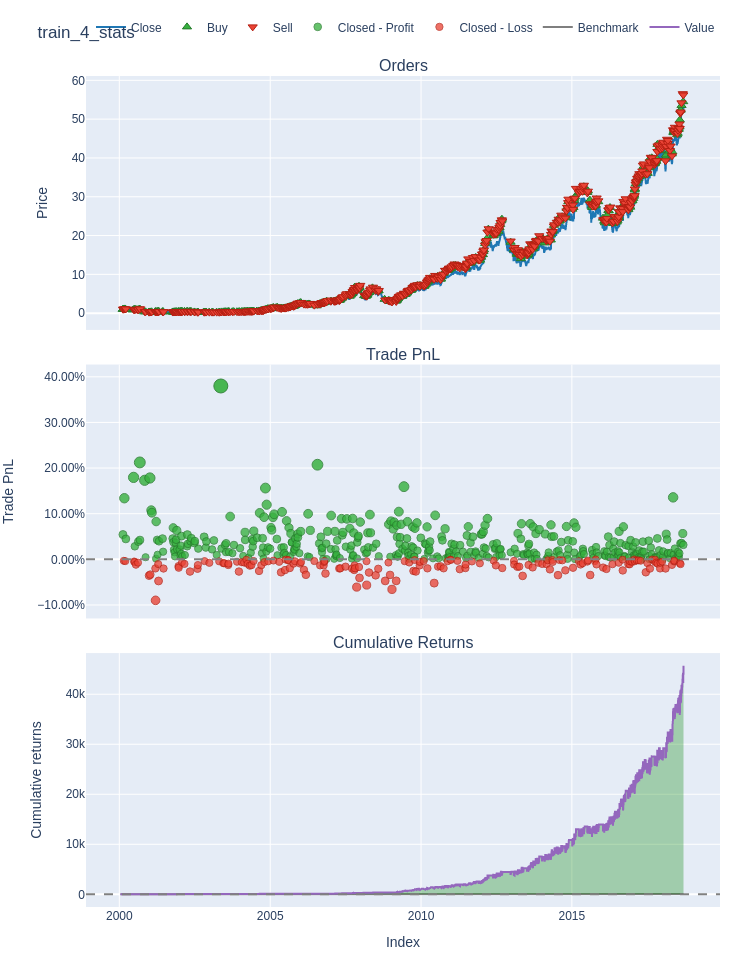 train_4_stats
Close Buy Sell Closed - Profit Closed - Loss Benchmark Value
Orders
60
50
40
30
20
10
0
Price
Trade PnL
40.00%
30.00%
20.00%
10.00%
0.00%
−10.00%
Trade PnL
Cumulative Returns
40k
30k
20k
10k
0
Cumulative returns
2000 2005 2010 2015
Index